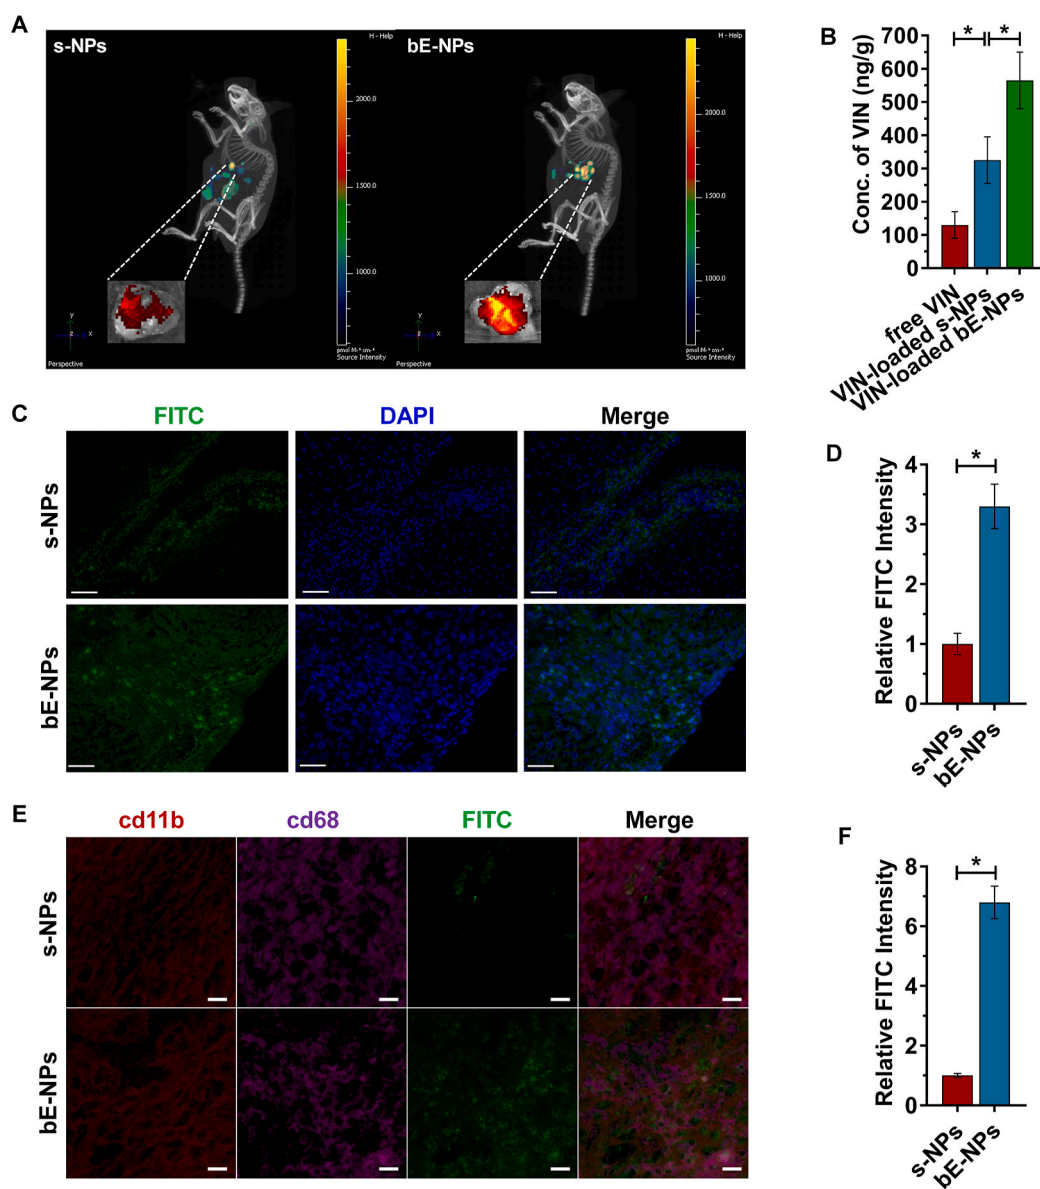 A
s-NPs
H - Help
2000.0
1500.0
1000.0
pmol M-¹ cm-¹
Source Intensity
y
z
x
Perspective
bE-NPs
H - Help
2000.0
1500.0
1000.0
pmol M-¹ cm-¹
Source Intensity
y
z
x
Perspective
B
Conc. of VIN (ng/g)
700
600
500
400
300
200
100
0
* *
free VIN
VIN-loaded s-NPs
VIN-loaded bE-NPs
C
FITC DAPI Merge
s-NPs
bE-NPs
D
Relative FITC Intensity
4
3
2
1
0
*
s-NPs
bE-NPs
E
cd11b cd68 FITC Merge
s-NPs
bE-NPs
F
Relative FITC Intensity
8
6
4
2
0
*
s-NPs
bE-NPs